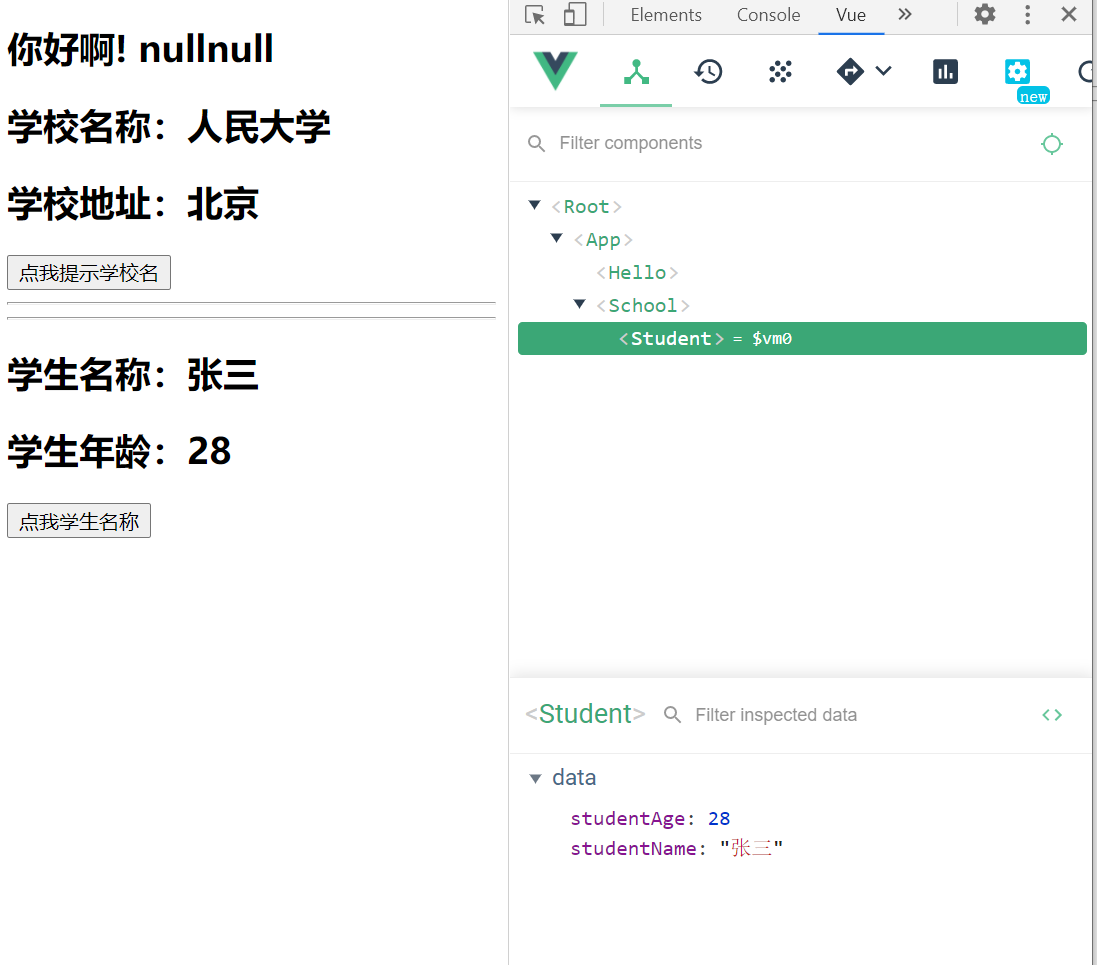 你好啊! nullnull
学校名称：人民大学
学校地址：北京
点我提示学校名
学生名称：张三
学生年龄：28
点我学生名称
Elements Console Vue
new
Filter components
<Root>
<App>
<Hello>
<School>
<Student> = $vm0
<Student> Filter inspected data
data
studentAge: 28
studentName: "张三"